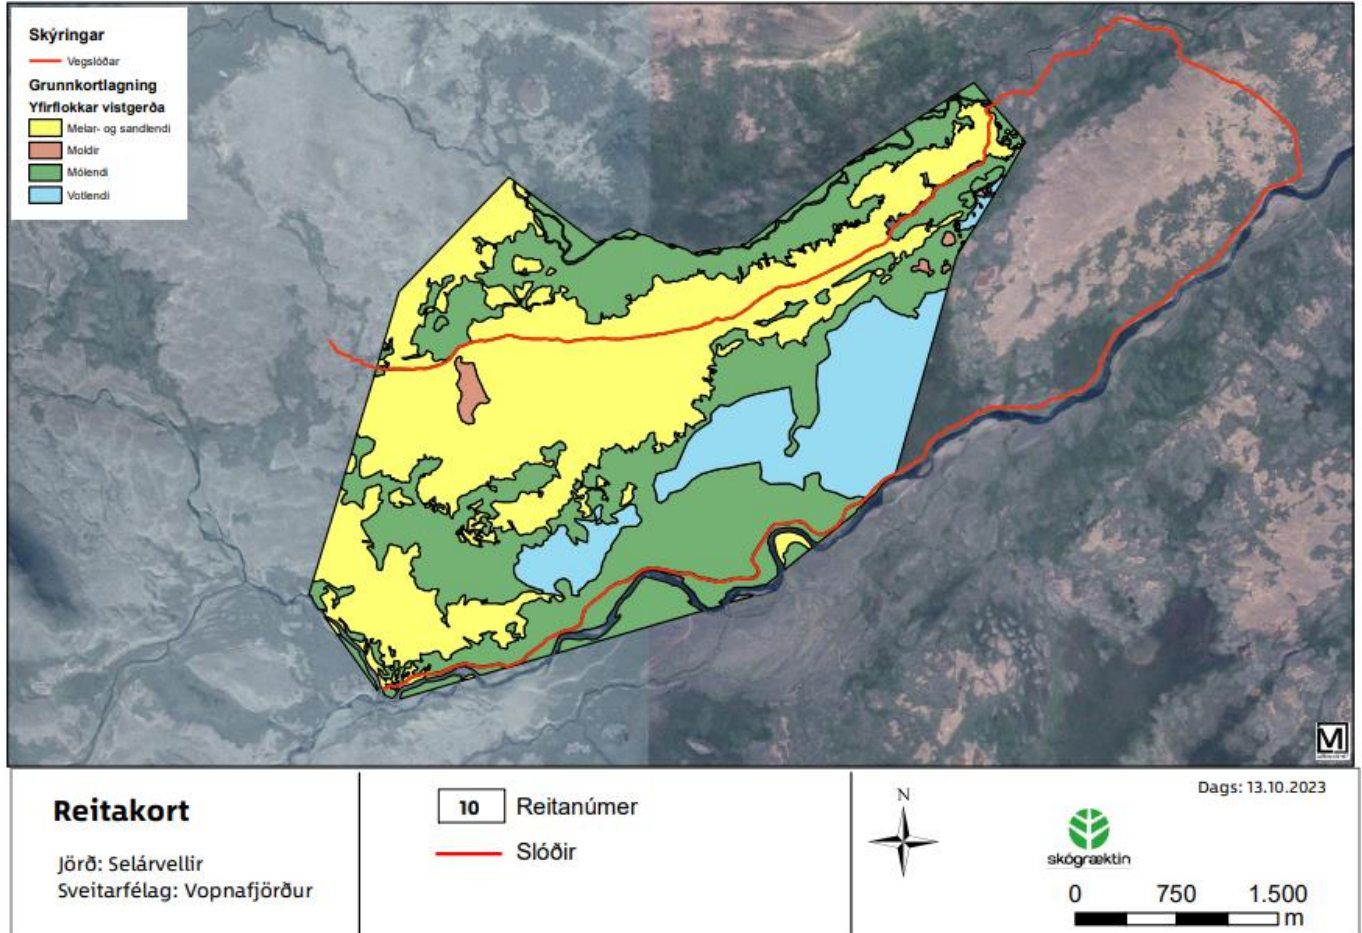 Skýringar
Vegslóðar
Grunnkortlagning
Yfirflokkar vistgerða
Melar- og sandlendi
Moldir
Mólendi
Votlendi
M
Reitakort
Jörð: Selárvellir
Sveitarfélag: Vopnafjörður
10 Reitanúmer
Slóðir
N
Dags: 13.10.2023
skógræktin
0 750 1.500
m